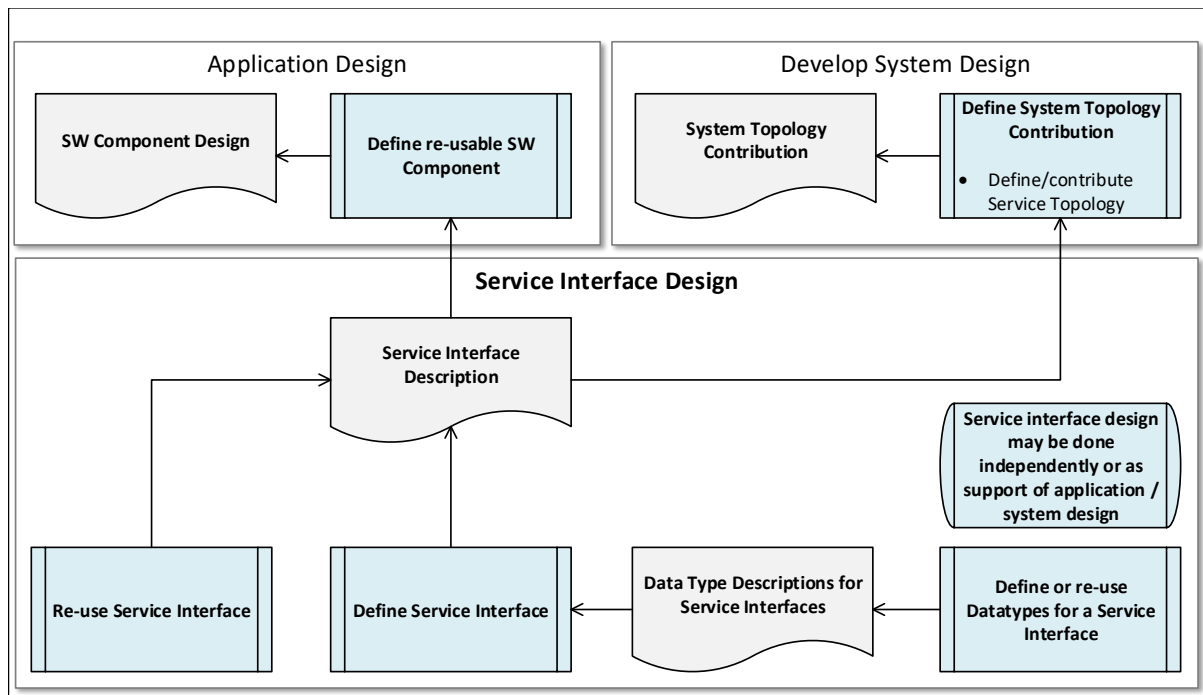 Application Design
Develop System Design
SW Component Design
Define re-usable SW
Component
System Topology
Contribution
Define System Topology
Contribution
• Define/contribute
Service Topology
Service Interface Design
Service Interface
Description
Service interface design
may be done
independently or as
support of application /
system design
Re-use Service Interface
Define Service Interface
Data Type Descriptions for
Service Interfaces
Define or re-use
Datatypes for a Service
Interface